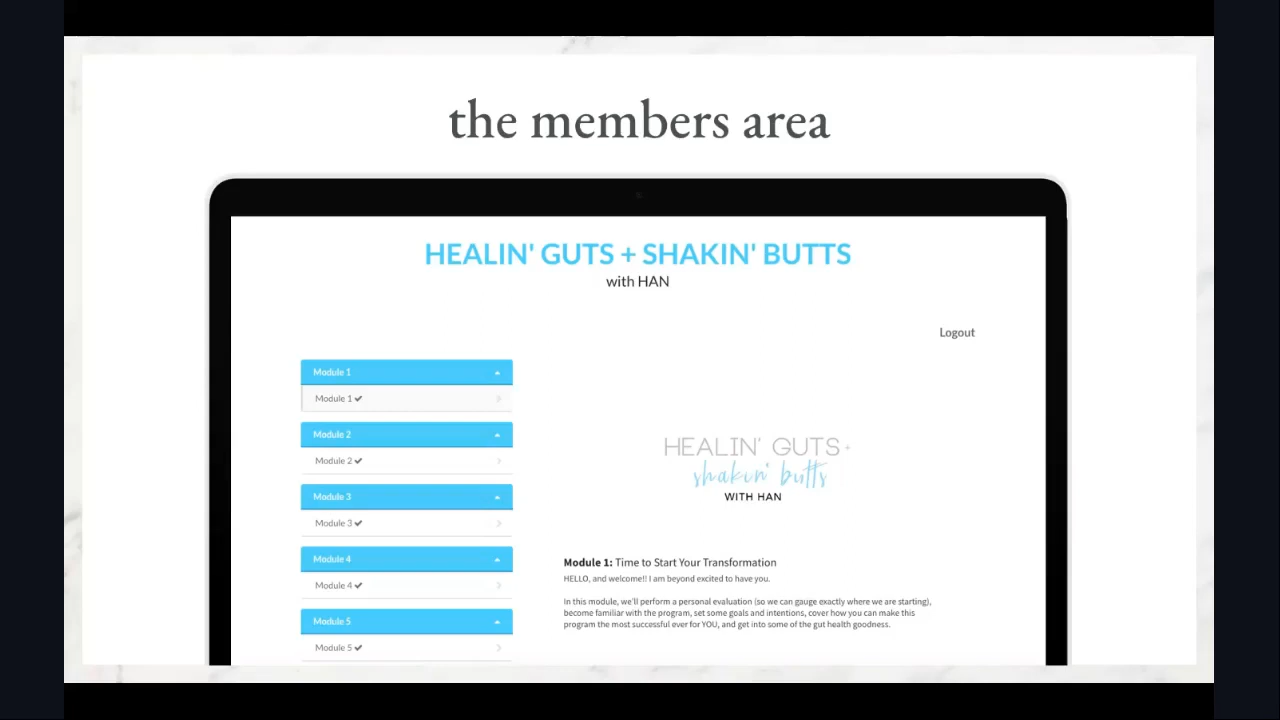 the members area
HEALIN' GUTS + SHAKIN' BUTTS
with HAN
Logout
Module 1
Module 1 ✔
Module 2
Module 2 ✔
Module 3
Module 3 ✔
Module 4
Module 4 ✔
Module 5
Module 5 ✔
HEALIN' GUTS +
shakin' butts
WITH HAN
Module 1: Time to Start Your Transformation
HELLO, and welcome!! I am beyond excited to have you.
In this module, we'll perform a personal evaluation (so we can gauge exactly where we are starting),
become familiar with the program, set some goals and intentions, cover how you can make this
program the most successful ever for YOU, and get into some of the gut health goodness.